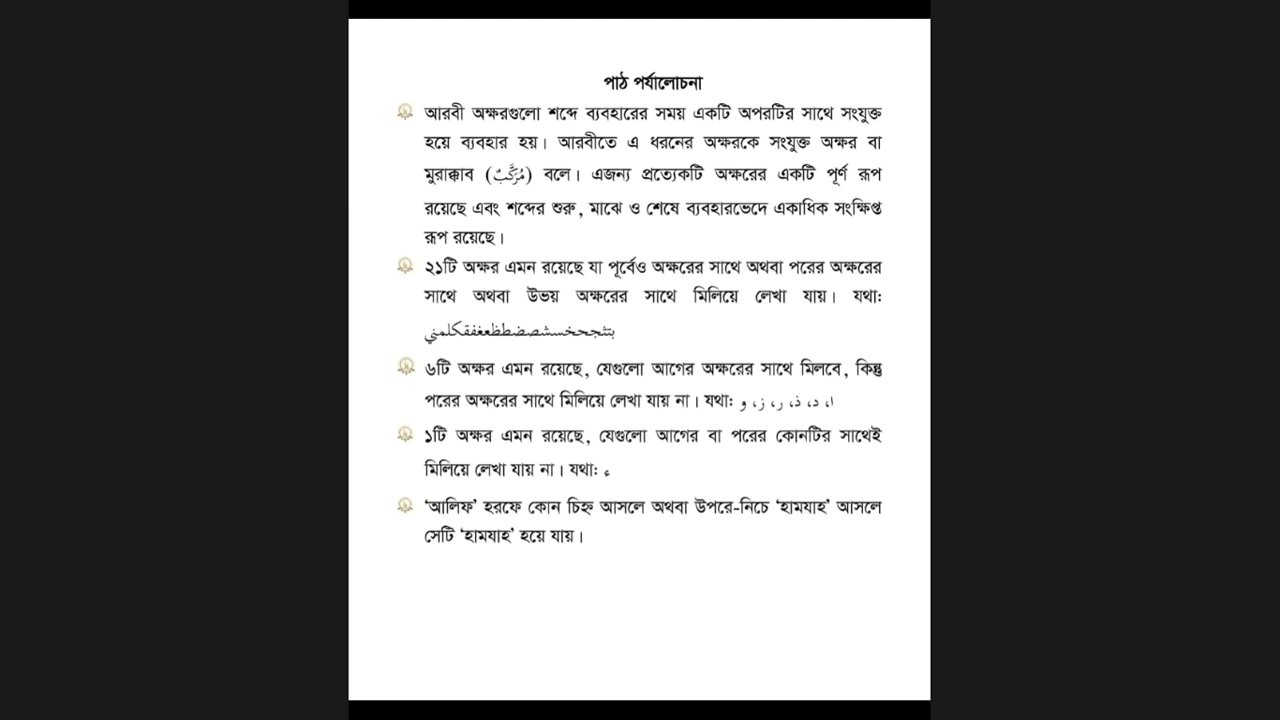 পাঠ পর্যালোচনা
আরবী অক্ষরগুলো শব্দে ব্যবহারের সময় একটি অপরটির সাথে সংযুক্ত
হয়ে ব্যবহার হয়। আরবীতে এ ধরনের অক্ষরকে সংযুক্ত অক্ষর বা
মুরাক্কাব (مُرَكَّبٌ) বলে। এজন্য প্রত্যেকটি অক্ষরের একটি পূর্ণ রূপ
রয়েছে এবং শব্দের শুরু, মাঝে ও শেষে ব্যবহারভেদে একাধিক সংক্ষিপ্ত
রূপ রয়েছে।
২১টি অক্ষর এমন রয়েছে যা পূর্বেও অক্ষরের সাথে অথবা পরের অক্ষরের
সাথে অথবা উভয় অক্ষরের সাথে মিলিয়ে লেখা যায়। যথা:
بتثجحخسشصضطظعغفقكلمني
৬টি অক্ষর এমন রয়েছে, যেগুলো আগের অক্ষরের সাথে মিলবে, কিন্তু
পরের অক্ষরের সাথে মিলিয়ে লেখা যায় না। যথা: ا، د، ذ، ر، ز، و
১টি অক্ষর এমন রয়েছে, যেগুলো আগের বা পরের কোনটির সাথেই
মিলিয়ে লেখা যায় না। যথা: ء
‘আলিফ’ হরফে কোন চিহ্ন আসলে অথবা উপরে-নিচে ‘হামযাহ’ আসলে
সেটি ‘হামযাহ’ হয়ে যায়।